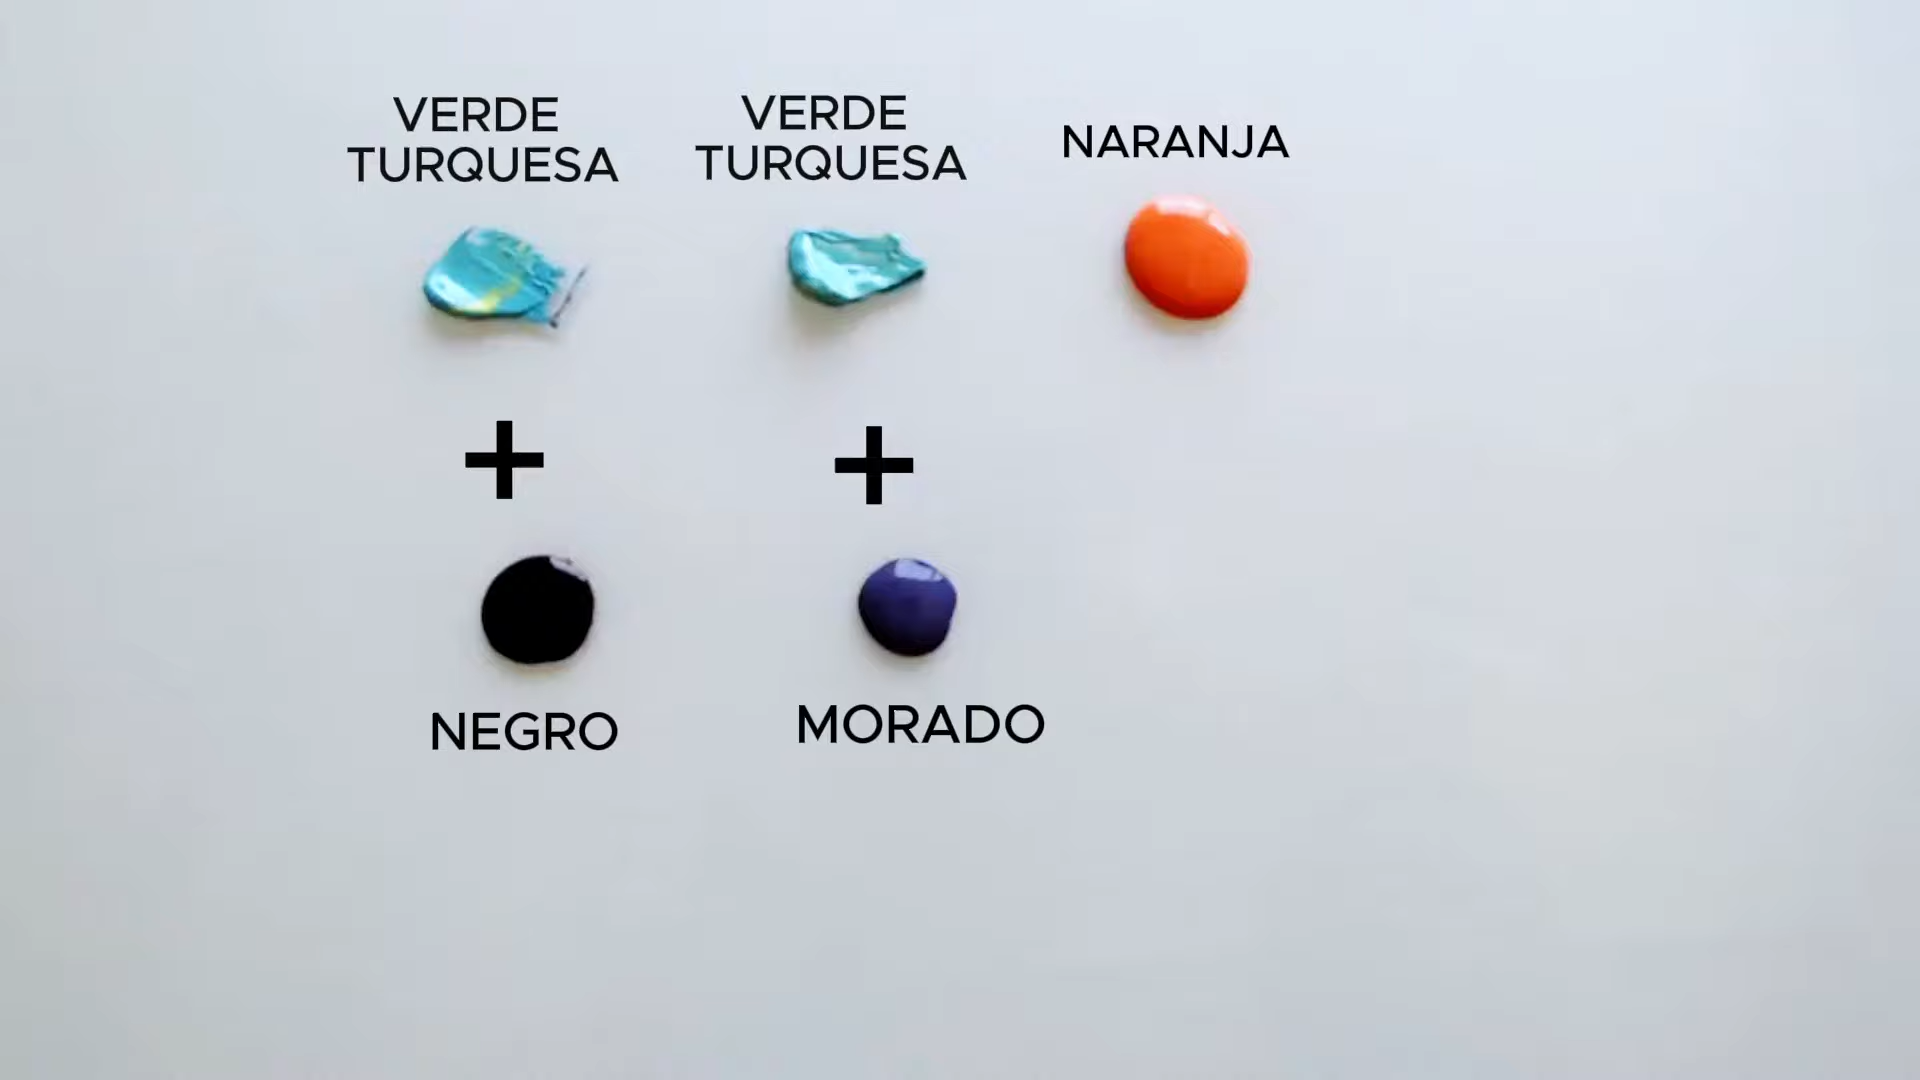 VERDE
TURQUESA
VERDE
TURQUESA
NARANJA
+
+
NEGRO
MORADO